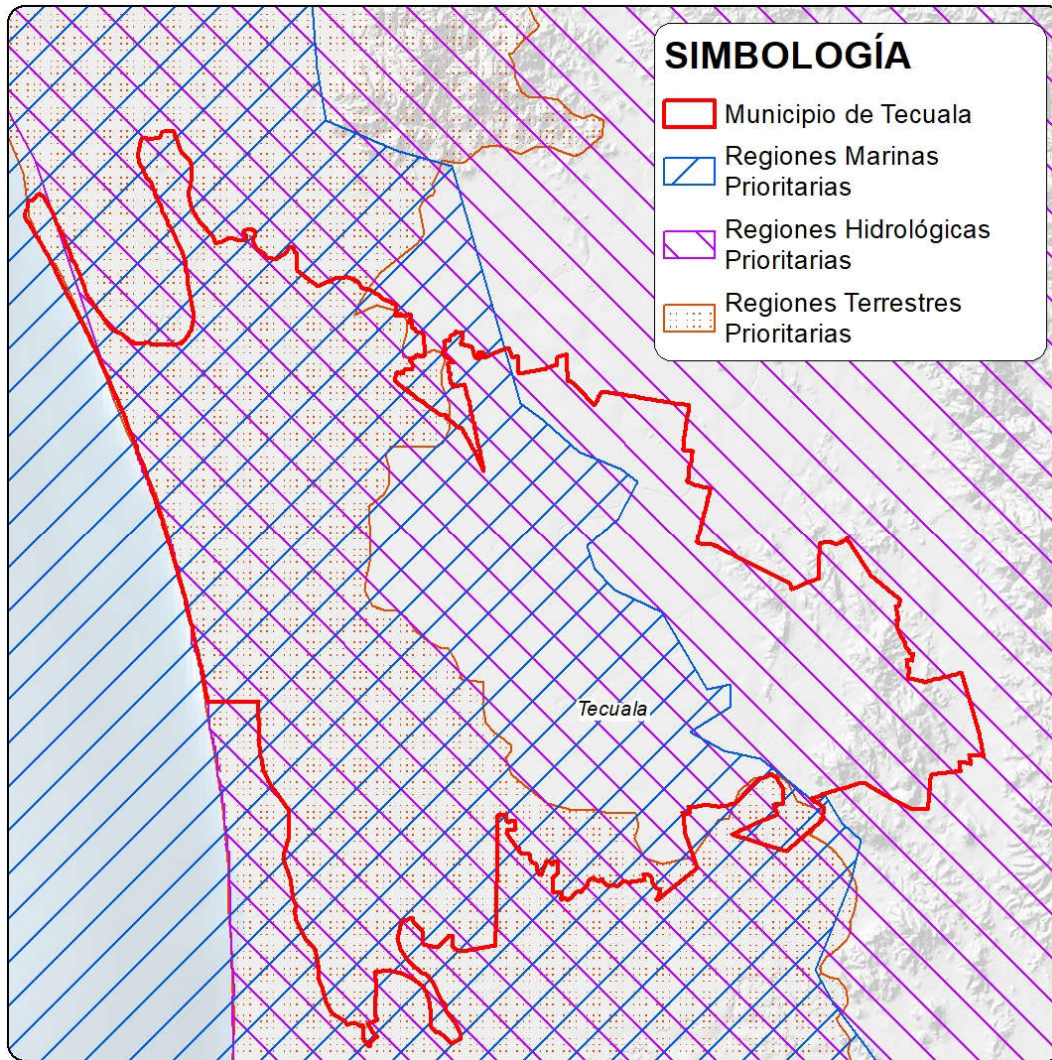 SIMBOLOGÍA
Municipio de Tecuala
Regiones Marinas
Prioritarias
Regiones Hidrológicas
Prioritarias
Regiones Terrestres
Prioritarias
Tecuala